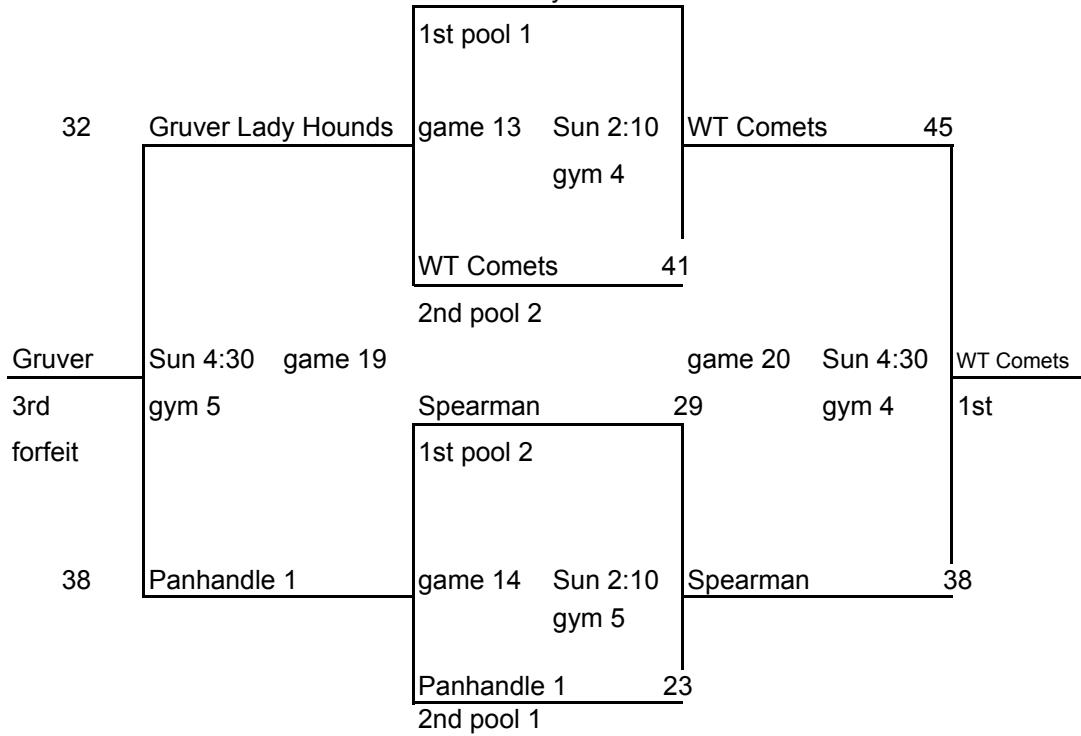 1st pool 1
32 Gruver Lady Hounds game 13 Sun 2:10 WT Comets 45
gym 4
WT Comets 41
2nd pool 2
Gruver Sun 4:30 game 19 game 20 Sun 4:30 WT Comets
3rd gym 5 Spearman 29 gym 4 1st
forfeit 1st pool 2
38 Panhandle 1 game 14 Sun 2:10 Spearman 38
gym 5
Panhandle 1 23
2nd pool 1